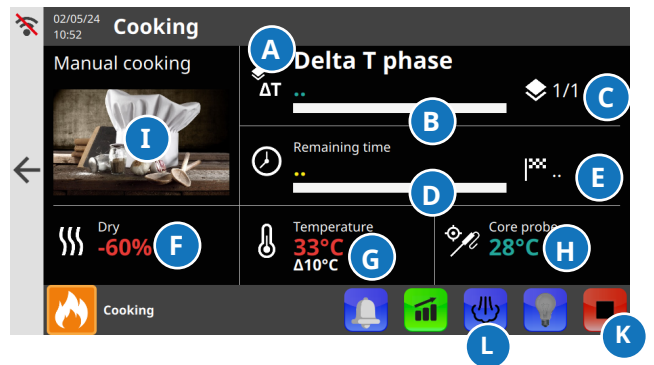 02/05/24
10:52
Cooking
Manual cooking
A
Delta T phase
ΔT
..
1/1
C
B
I
Remaining time
..
..
E
D
Dry
-60%
F
Temperature
33°C
Δ10°C
G
Core probe
28°C
H
Cooking
L
K